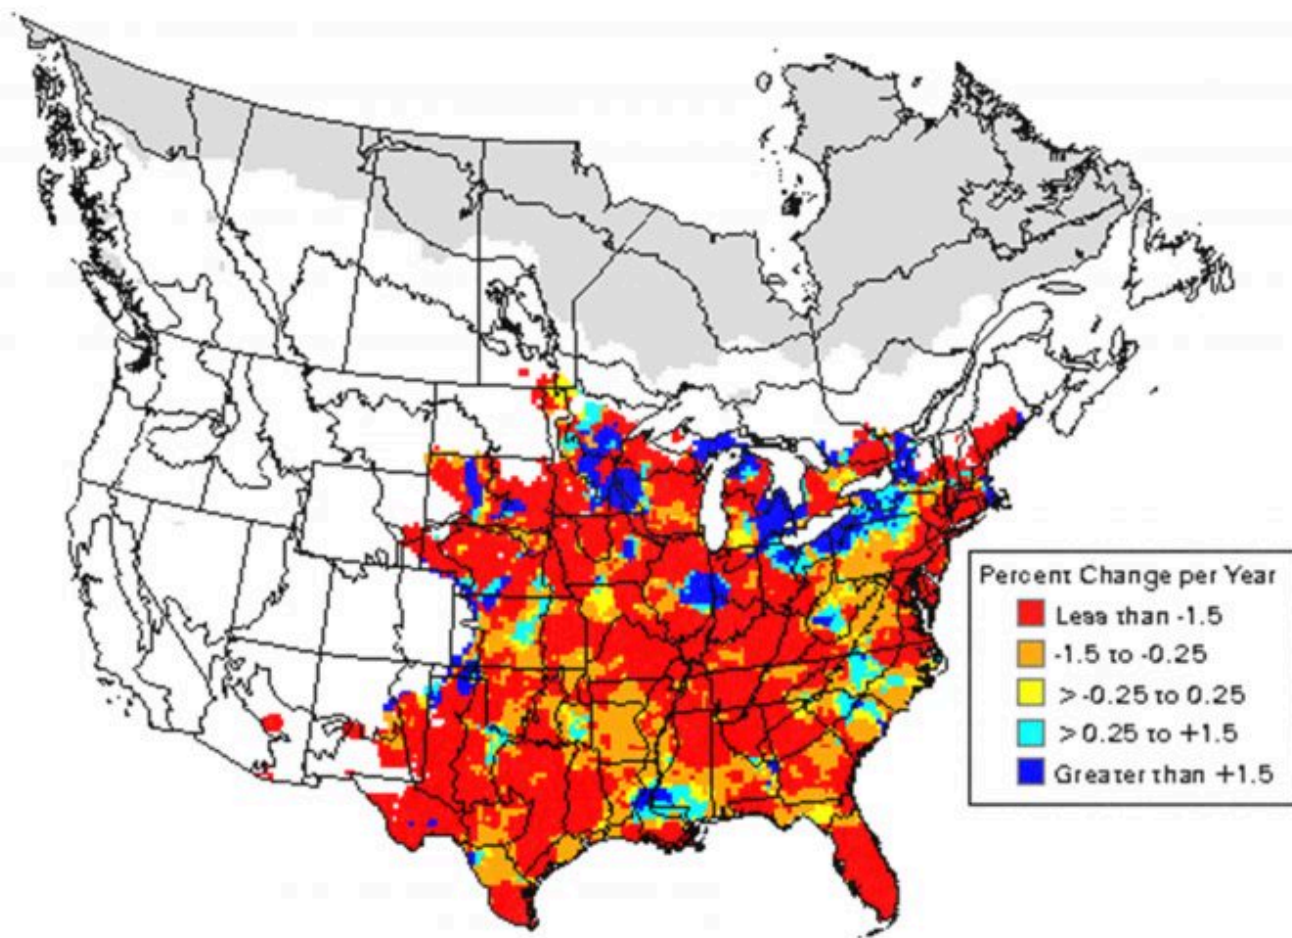 Percent Change per Year
Less than -1.5
-1.5 to -0.25
> -0.25 to 0.25
> 0.25 to +1.5
Greater than +1.5